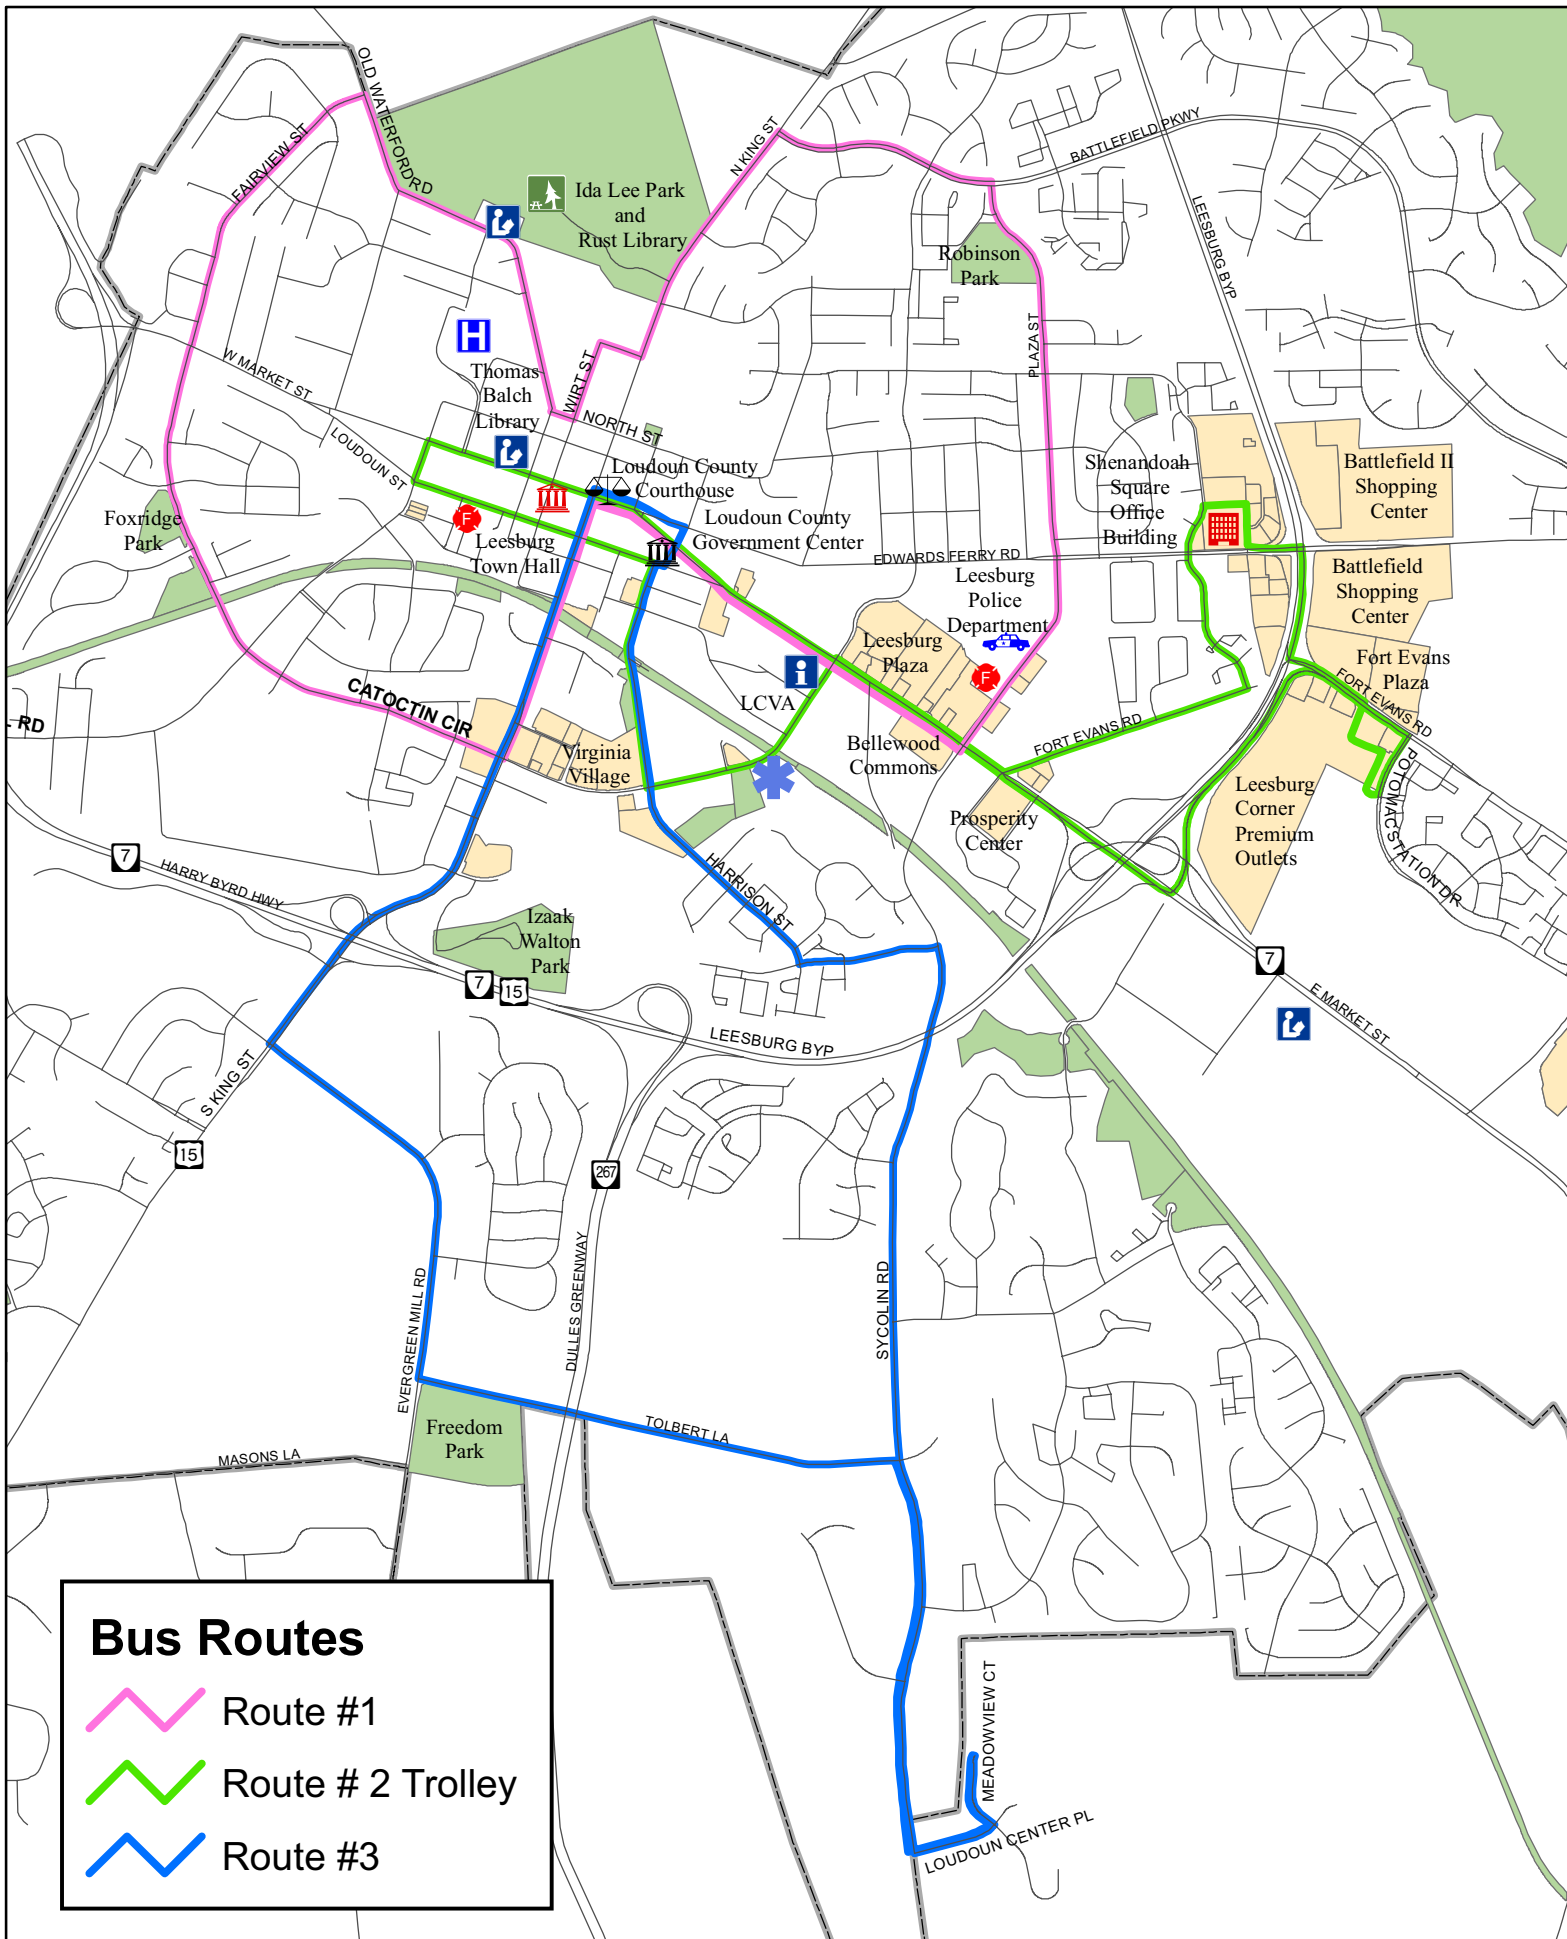 OLD WATERFORD RD
N KING ST
BATTLEFIELD PKWY
FAIRVIEW ST
Ida Lee Park
and
Rust Library
LEESBURG BYP
Robinson
Park
PLAZA ST
H
W MARKET ST
Thomas
Balch
Library
WIRT ST
NORTH ST
LOUDOUN ST
Loudoun County
Courthouse
Shenandoah
Square
Office
Building
Battlefield II
Shopping
Center
Foxridge
Park
F
Leesburg
Town Hall
Loudoun County
Government Center
EDWARDS FERRY RD
Leesburg
Police
Department
Battlefield
Shopping
Center
Leesburg
Plaza
F
Fort Evans
Plaza
FORT EVANS RD
i
LCVA
- RD
CATOCTIN CIR
Virginia
Village
Bellewood
Commons
FORT EVANS RD
POTOMAC STATION DR
Leesburg
Corner
Premium
Outlets
Prosperity
Center
7
HARRY BYRD HWY
HARRISON ST
Izaak
Walton
Park
7
15
7
E MARKET ST
LEESBURG BYP
S KING ST
15
267
DULLES GREENWAY
SYCOLIN RD
EVERGREEN MILL RD
Freedom
Park
TOLBERT LA
MASONS LA
Bus Routes
Route #1
Route # 2 Trolley
Route #3
MEADOWVIEW CT
LOUDOUN CENTER PL